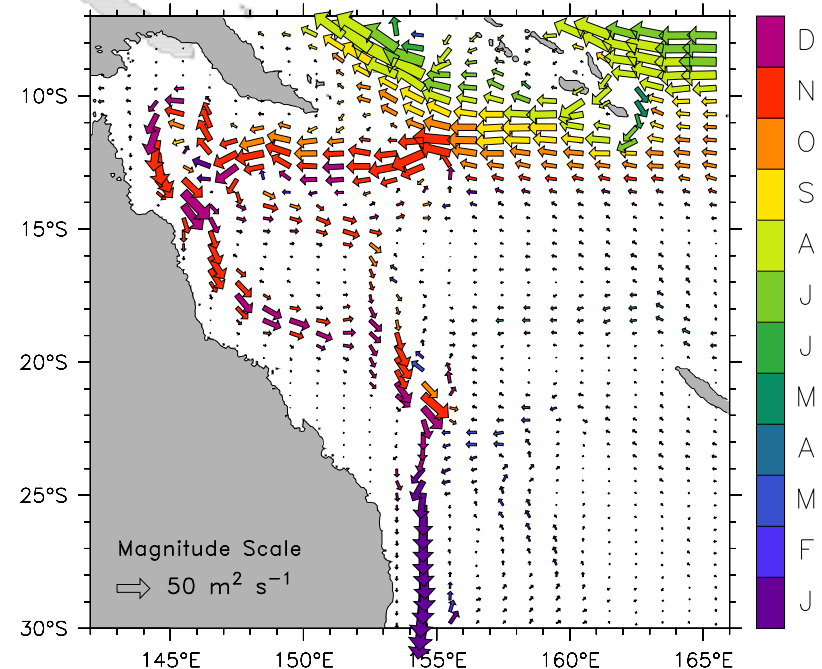 D
N
O
S
A
J
J
M
A
M
F
J
10°S
15°S
20°S
25°S
30°S
Magnitude Scale
50 m² s⁻¹
145°E
150°E
155°E
160°E
165°E